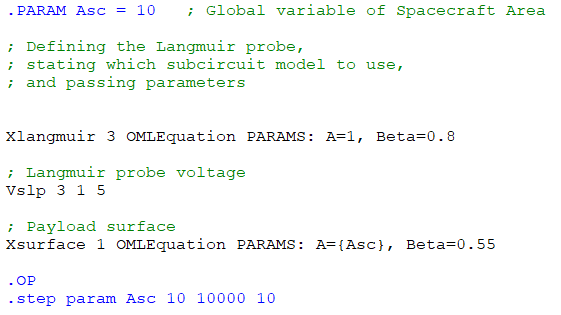 .PARAM Asc = 10   ; Global variable of Spacecraft Area
; Defining the Langmuir probe,
; stating which subcircuit model to use,
; and passing parameters
Xlangmuir 3 OMLEquation PARAMS: A=1, Beta=0.8
; Langmuir probe voltage
Vslp 3 1 5
; Payload surface
Xsurface 1 OMLEquation PARAMS: A={Asc}, Beta=0.55
.OP
.step param Asc 10 10000 10